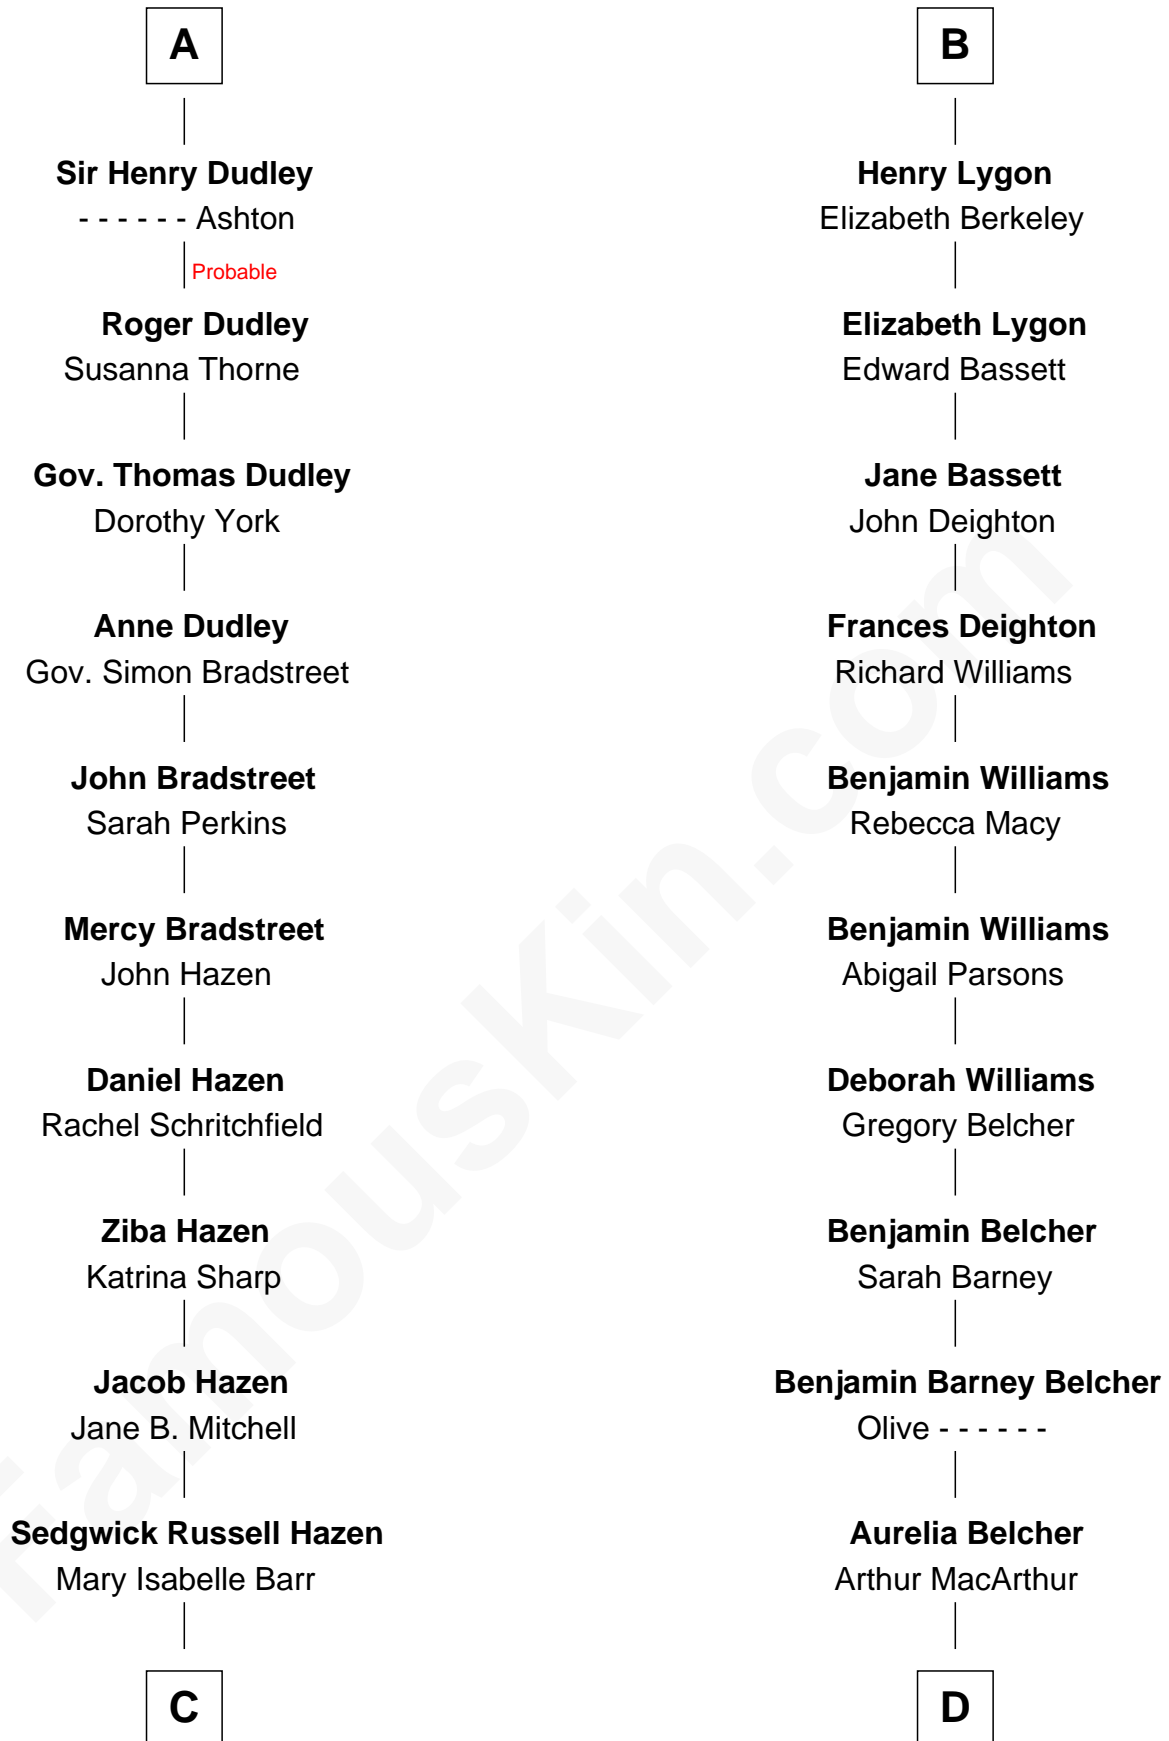 A
Sir Henry Dudley
- - - - - - Ashton
Probable
Roger Dudley
Susanna Thorne
Gov. Thomas Dudley
Dorothy York
Anne Dudley
Gov. Simon Bradstreet
John Bradstreet
Sarah Perkins
Mercy Bradstreet
John Hazen
Daniel Hazen
Rachel Schritchfield
Ziba Hazen
Katrina Sharp
Jacob Hazen
Jane B. Mitchell
Sedgwick Russell Hazen
Mary Isabelle Barr
C
B
Henry Lygon
Elizabeth Berkeley
Elizabeth Lygon
Edward Bassett
Jane Bassett
John Deighton
Frances Deighton
Richard Williams
Benjamin Williams
Rebecca Macy
Benjamin Williams
Abigail Parsons
Deborah Williams
Gregory Belcher
Benjamin Belcher
Sarah Barney
Benjamin Barney Belcher
Olive - - - - - -
Aurelia Belcher
Arthur MacArthur
D
FamousKin.com